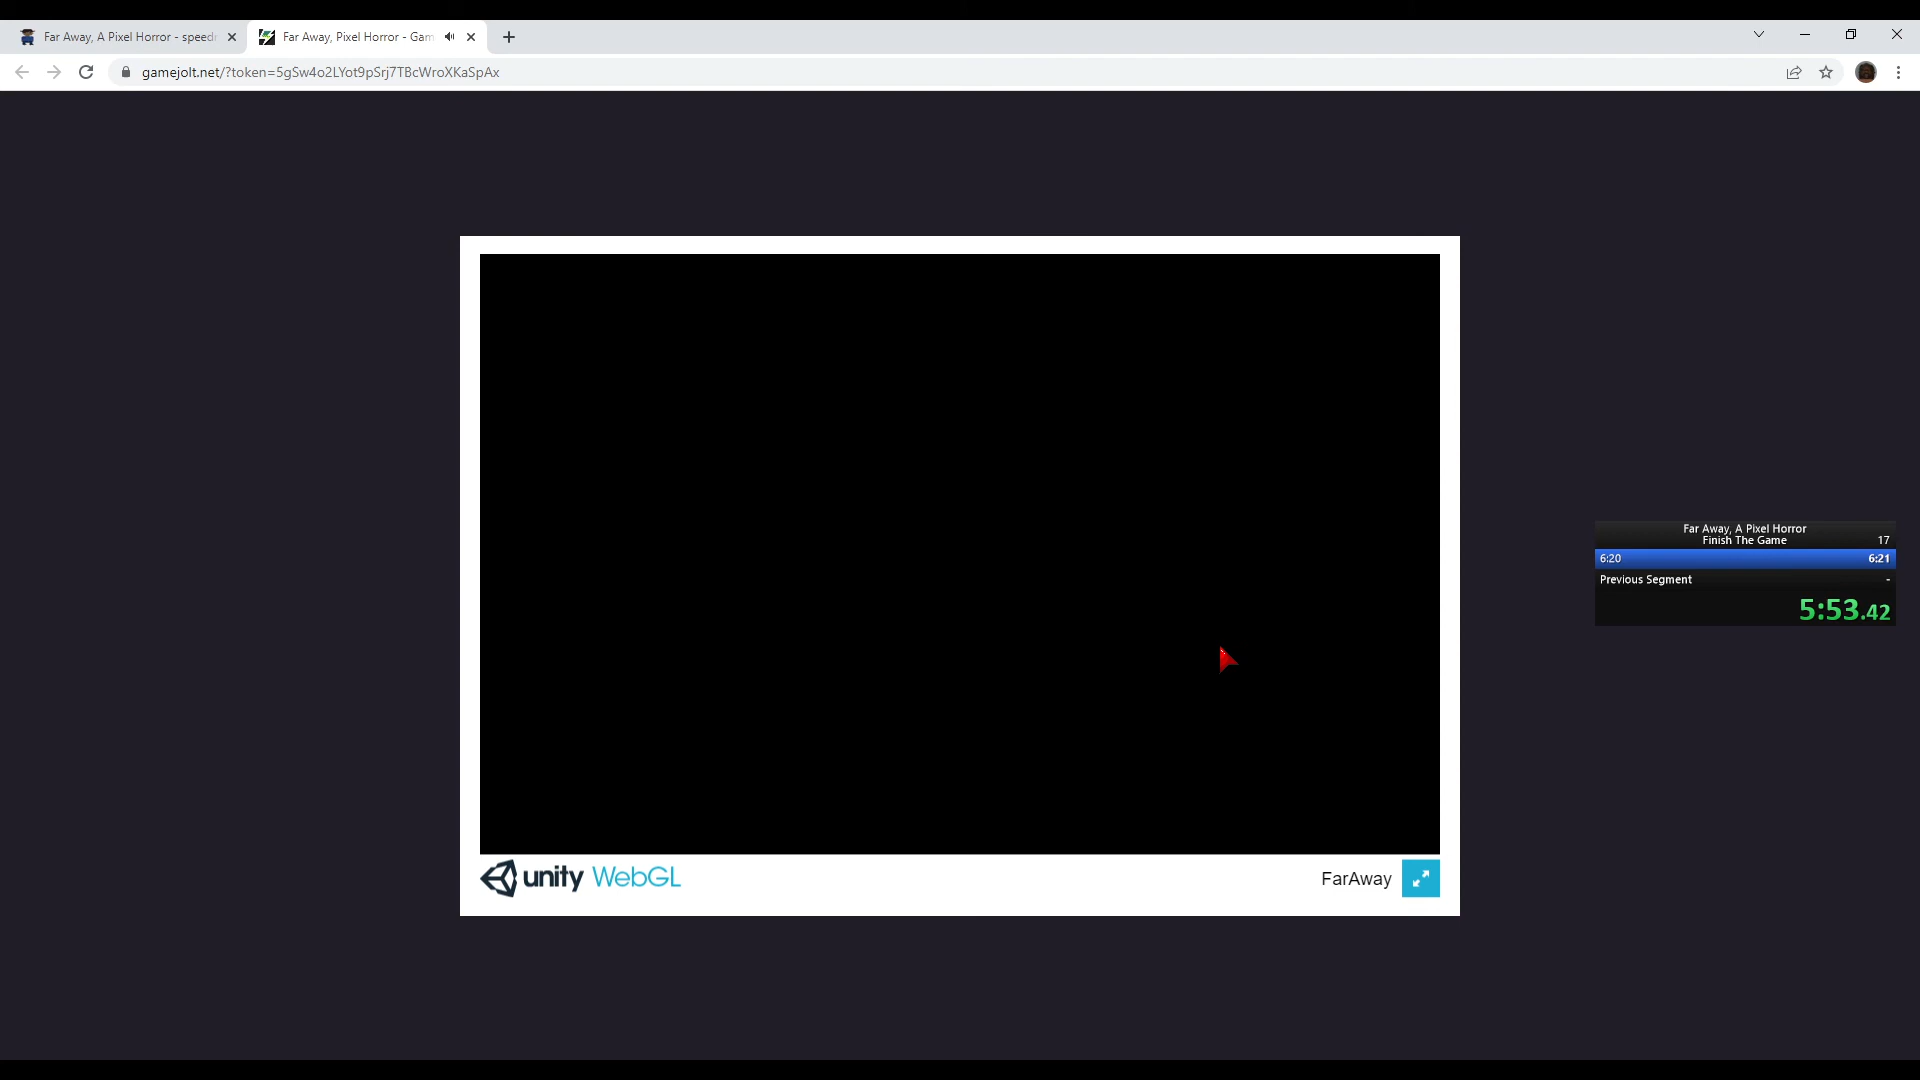 Far Away, A Pixel Horror - speedr
Far Away, Pixel Horror - Gam
gamejolt.net/?token=5gSw4o2LYot9pSrj7TBcWroXKaSpAx
Far Away, A Pixel Horror
Finish The Game 17
6:20 6:21
Previous Segment -
5:53.42
unity WebGL
FarAway